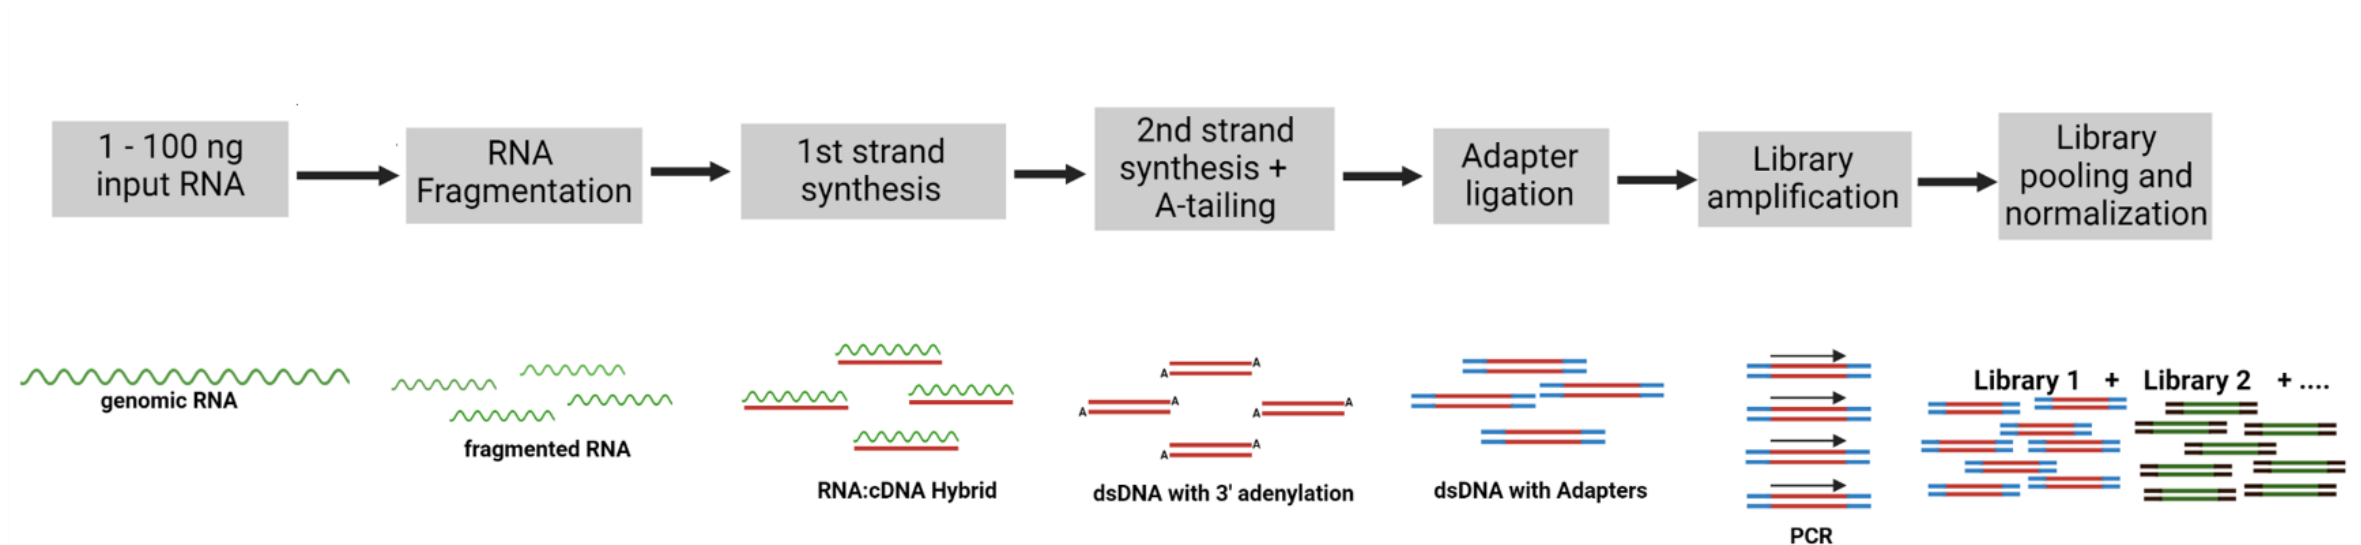 1 - 100 ng
input RNA
RNA
Fragmentation
1st strand
synthesis
2nd strand
synthesis +
A-tailing
Adapter
ligation
Library
amplification
Library
pooling and
normalization
genomic RNA
fragmented RNA
RNA:cDNA Hybrid
A
A
A
A
A
A
A
A
dsDNA with 3' adenylation
dsDNA with Adapters
PCR
Library 1 + Library 2 + ....